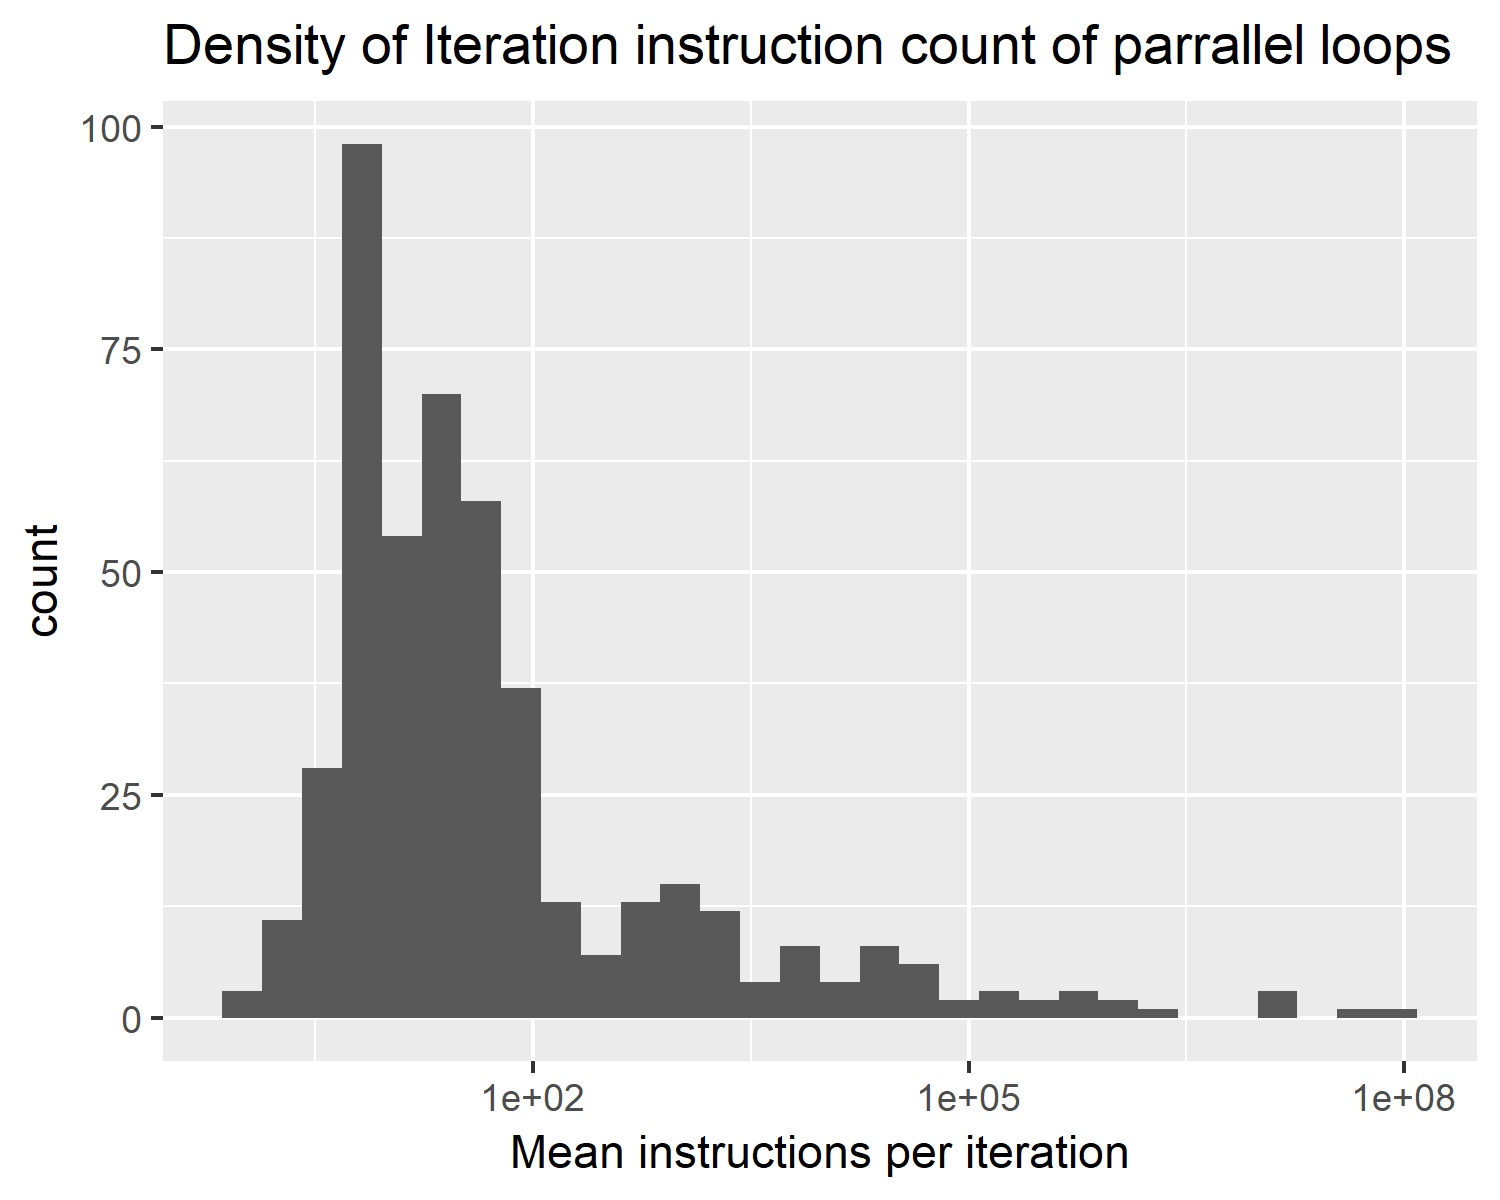 Density of Iteration instruction count of parrallel loops
100
75
50
25
0
count
1e+02 1e+05 1e+08
Mean instructions per iteration